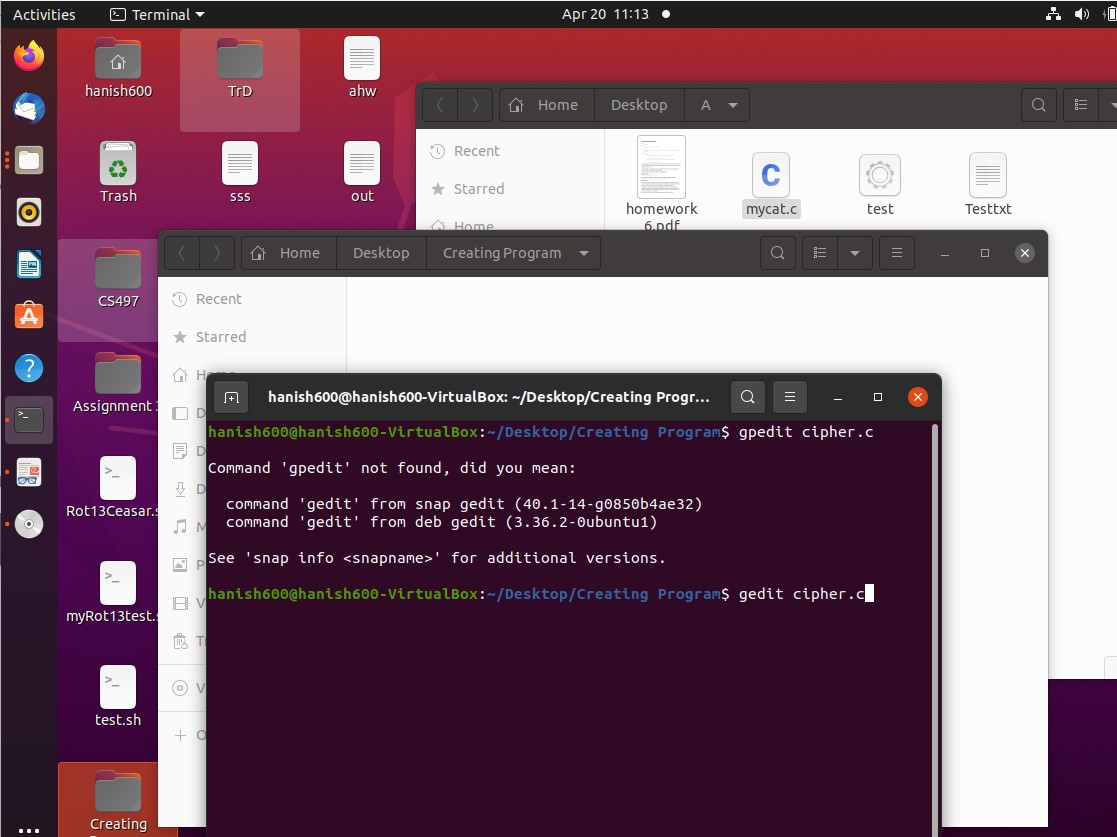 Activities
Terminal
Apr 20 11:13
hanish600
TrD
ahw
Home
Desktop
A
Recent
Starred
Home
homework
6.pdf
mycat.c
test
Testtxt
Trash
sss
out
Home
Desktop
Creating Program
Recent
Starred
CS497
Assignment
Rot13Ceasar.s
myRot13test.s
test.sh
Creating
hanish600@hanish600-VirtualBox: ~/Desktop/Creating Progr...
hanish600@hanish600-VirtualBox:~/Desktop/Creating Program$ gpedit cipher.c
Command 'gpedit' not found, did you mean:
command 'gedit' from snap gedit (40.1-14-g0850b4ae32)
command 'gedit' from deb gedit (3.36.2-0ubuntu1)
See 'snap info <snapname>' for additional versions.
hanish600@hanish600-VirtualBox:~/Desktop/Creating Program$ gedit cipher.c